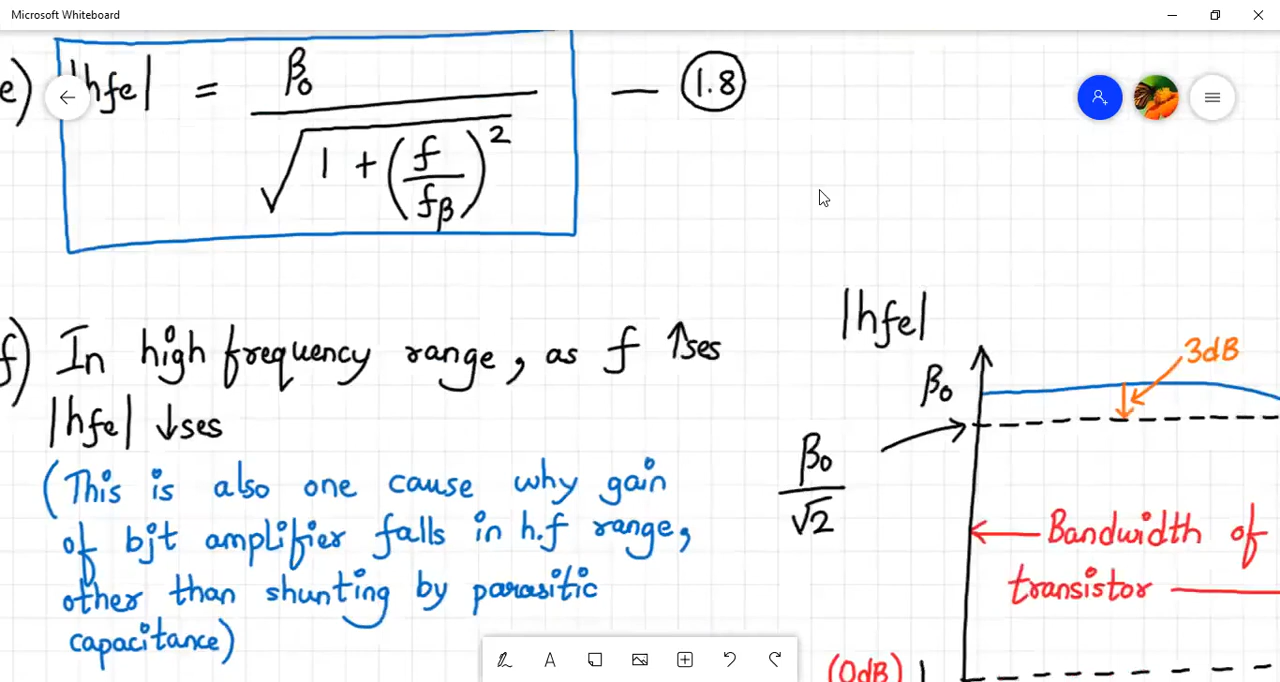 Microsoft Whiteboard
e) |hfe| = β₀ / √(1 + (f/fβ)²) — (1.8)
f) In high frequency range, as f ↑ses
|hfe| ↓ses
(This is also one cause why gain
of bjt amplifier falls in h.f range,
other than shunting by parasitic
capacitance)
|hfe|
3dB
β₀
β₀/√2
Bandwidth of
transistor
(0dB) 1